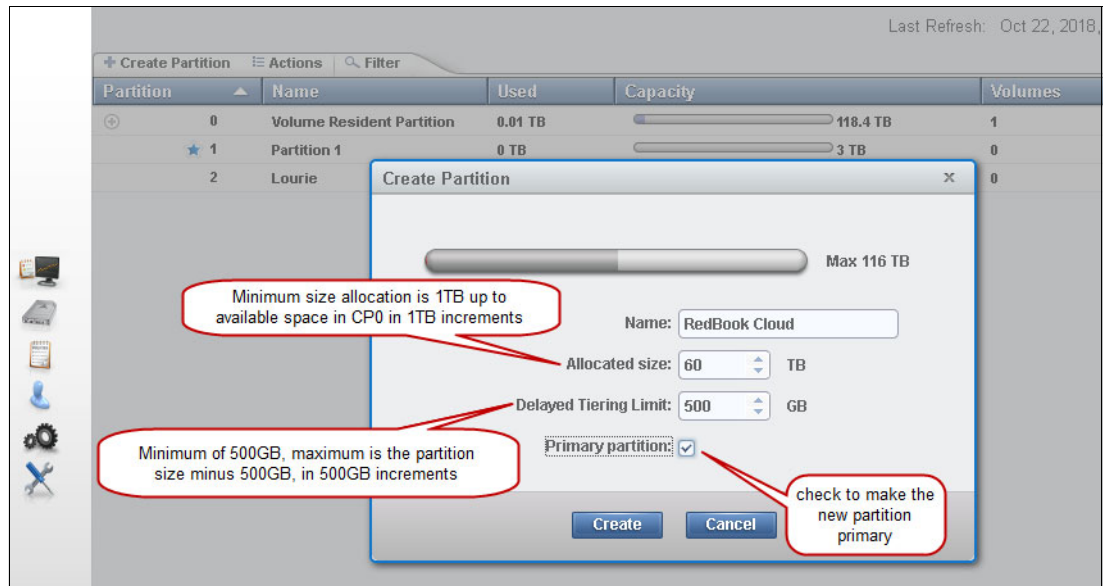 Last Refresh: Oct 22, 2018,
Create Partition Actions Filter
Partition Name Used Capacity Volumes
0 Volume Resident Partition 0.01 TB 118.4 TB 1
1 Partition 1 0 TB 3 TB 0
2 Lourie 0
Create Partition x
Max 116 TB
Minimum size allocation is 1TB up to
available space in CP0 in 1TB increments
Name: RedBook Cloud
Allocated size: 60 TB
Delayed Tiering Limit: 500 GB
Minimum of 500GB, maximum is the partition
size minus 500GB, in 500GB increments
Primary partition:
check to make the
new partition
primary
Create Cancel